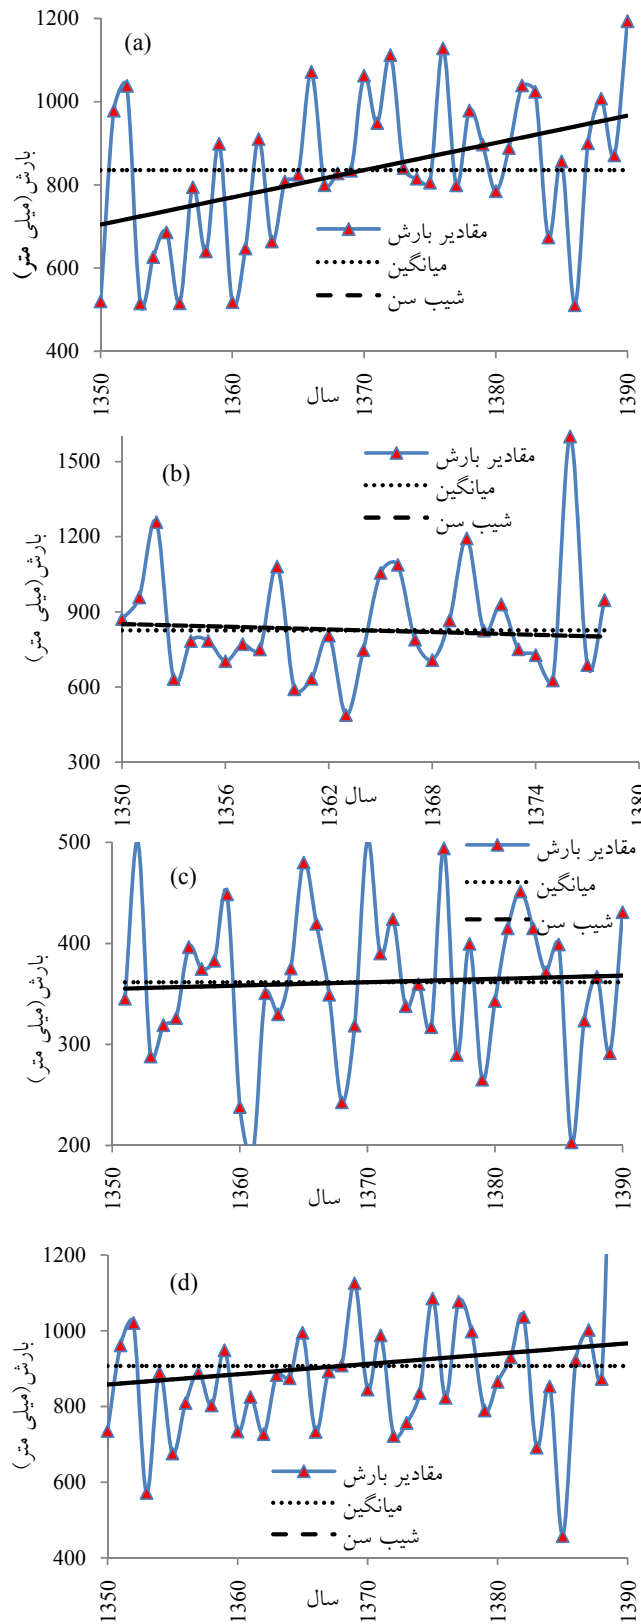 (a)
بارش(میلی متر)
1200
1000
800
600
400
مقادیر بارش
میانگین
شیب سن
1350
1360
1370
1380
1390
سال
(b)
بارش(میلی متر)
1500
1200
900
600
300
مقادیر بارش
میانگین
شیب سن
1350
1356
1362
1368
1374
1380
سال
(c)
بارش(میلی متر)
500
400
300
200
مقادیر بارش
میانگین
شیب سن
1350
1360
1370
1380
1390
سال
(d)
بارش(میلی متر)
1200
1000
800
600
400
مقادیر بارش
میانگین
شیب سن
1350
1360
1370
1380
1390
سال